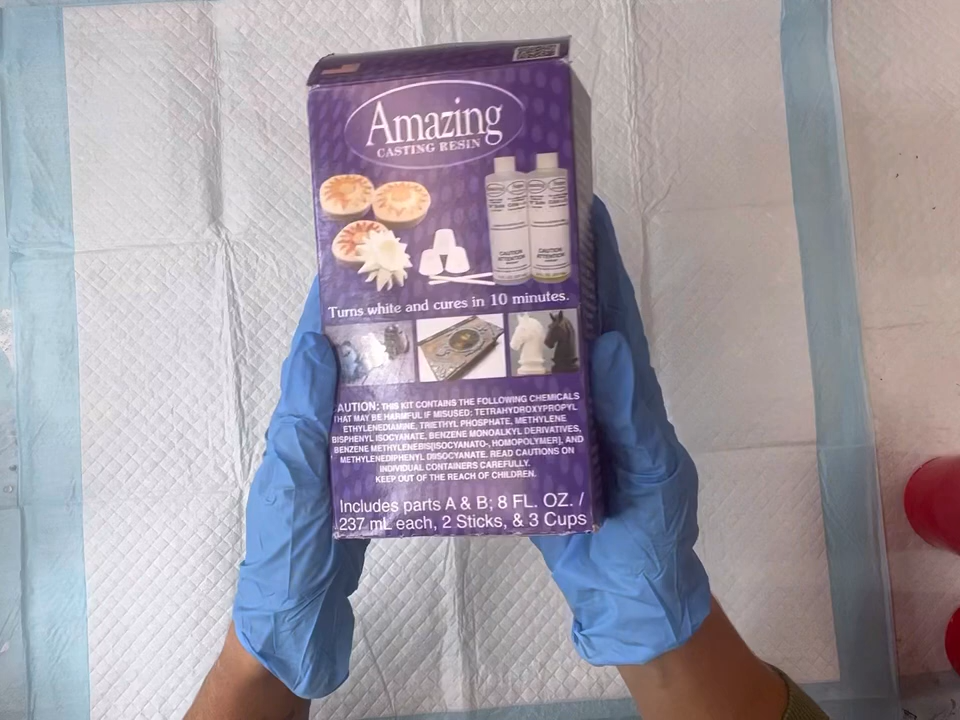 Amazing
CASTING RESIN
CAUTION
ATTENTION
CAUTION
ATTENTION
Turns white and cures in 10 minutes.
AUTION: THIS KIT CONTAINS THE FOLLOWING CHEMICALS
THAT MAY BE HARMFUL IF MISUSED: TETRAHYDROXYPROPYL
ETHYLENEDIAMINE, TRIETHYL PHOSPHATE, METHYLENE
BISPHENYL ISOCYANATE, BENZENE MONOALKYL DERIVATIVES,
BENZENE METHYLENEBIS[ISOCYANATO-, HOMOPOLYMER], AND
METHYLENEDIPHENYL DIISOCYANATE. READ CAUTIONS ON
INDIVIDUAL CONTAINERS CAREFULLY.
KEEP OUT OF THE REACH OF CHILDREN.
Includes parts A & B; 8 FL. OZ. /
237 mL each, 2 Sticks, & 3 Cups